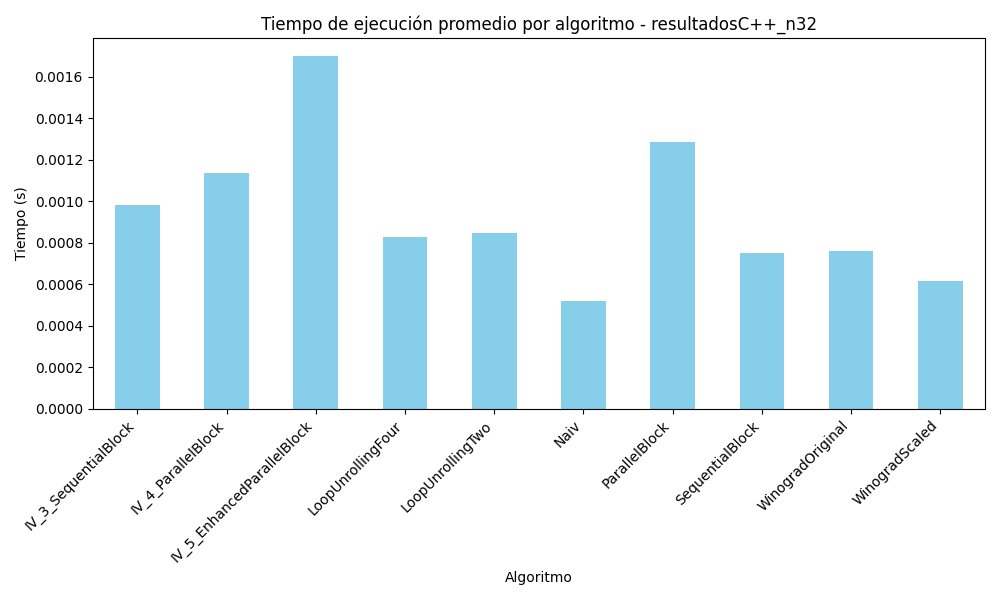 Tiempo de ejecución promedio por algoritmo - resultadosC++_n32
Tiempo (s)
0.0016
0.0014
0.0012
0.0010
0.0008
0.0006
0.0004
0.0002
0.0000
IV_3_SequentialBlock
IV_4_ParallelBlock
IV_5_EnhancedParallelBlock
LoopUnrollingFour
LoopUnrollingTwo
Naiv
ParallelBlock
SequentialBlock
WinogradOriginal
WinogradScaled
Algoritmo